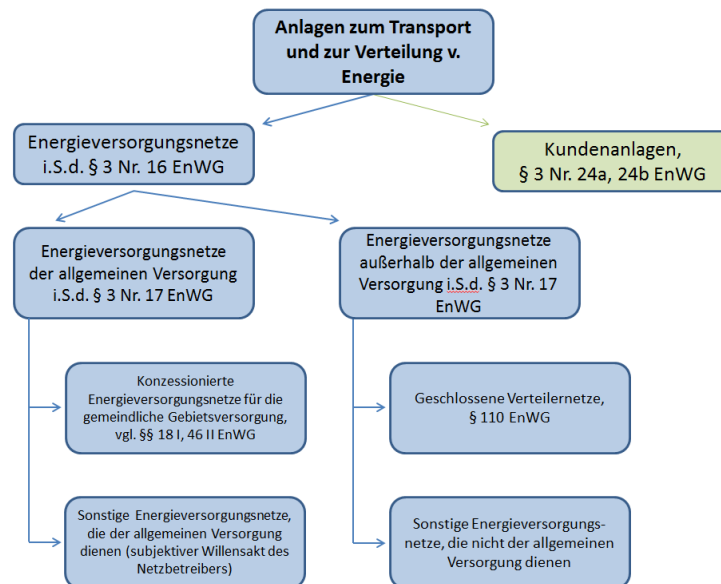 Anlagen zum Transport
und zur Verteilung v.
Energie
Energieversorgungsnetze
i.S.d. § 3 Nr. 16 EnWG
Kundenanlagen,
§ 3 Nr. 24a, 24b EnWG
Energieversorgungsnetze
der allgemeinen Versorgung
i.S.d. § 3 Nr. 17 EnWG
Energieversorgungsnetze
außerhalb der allgemeinen
Versorgung i.S.d. § 3 Nr. 17
EnWG
Konzessionierte
Energieversorgungsnetze für die
gemeindliche Gebietsversorgung,
vgl. §§ 18 I, 46 II EnWG
Geschlossene Verteilernetze,
§ 110 EnWG
Sonstige Energieversorgungsnetze,
die der allgemeinen Versorgung
dienen (subjektiver Willensakt des
Netzbetreibers)
Sonstige Energieversorgungs-
netze, die nicht der allgemeinen
Versorgung dienen